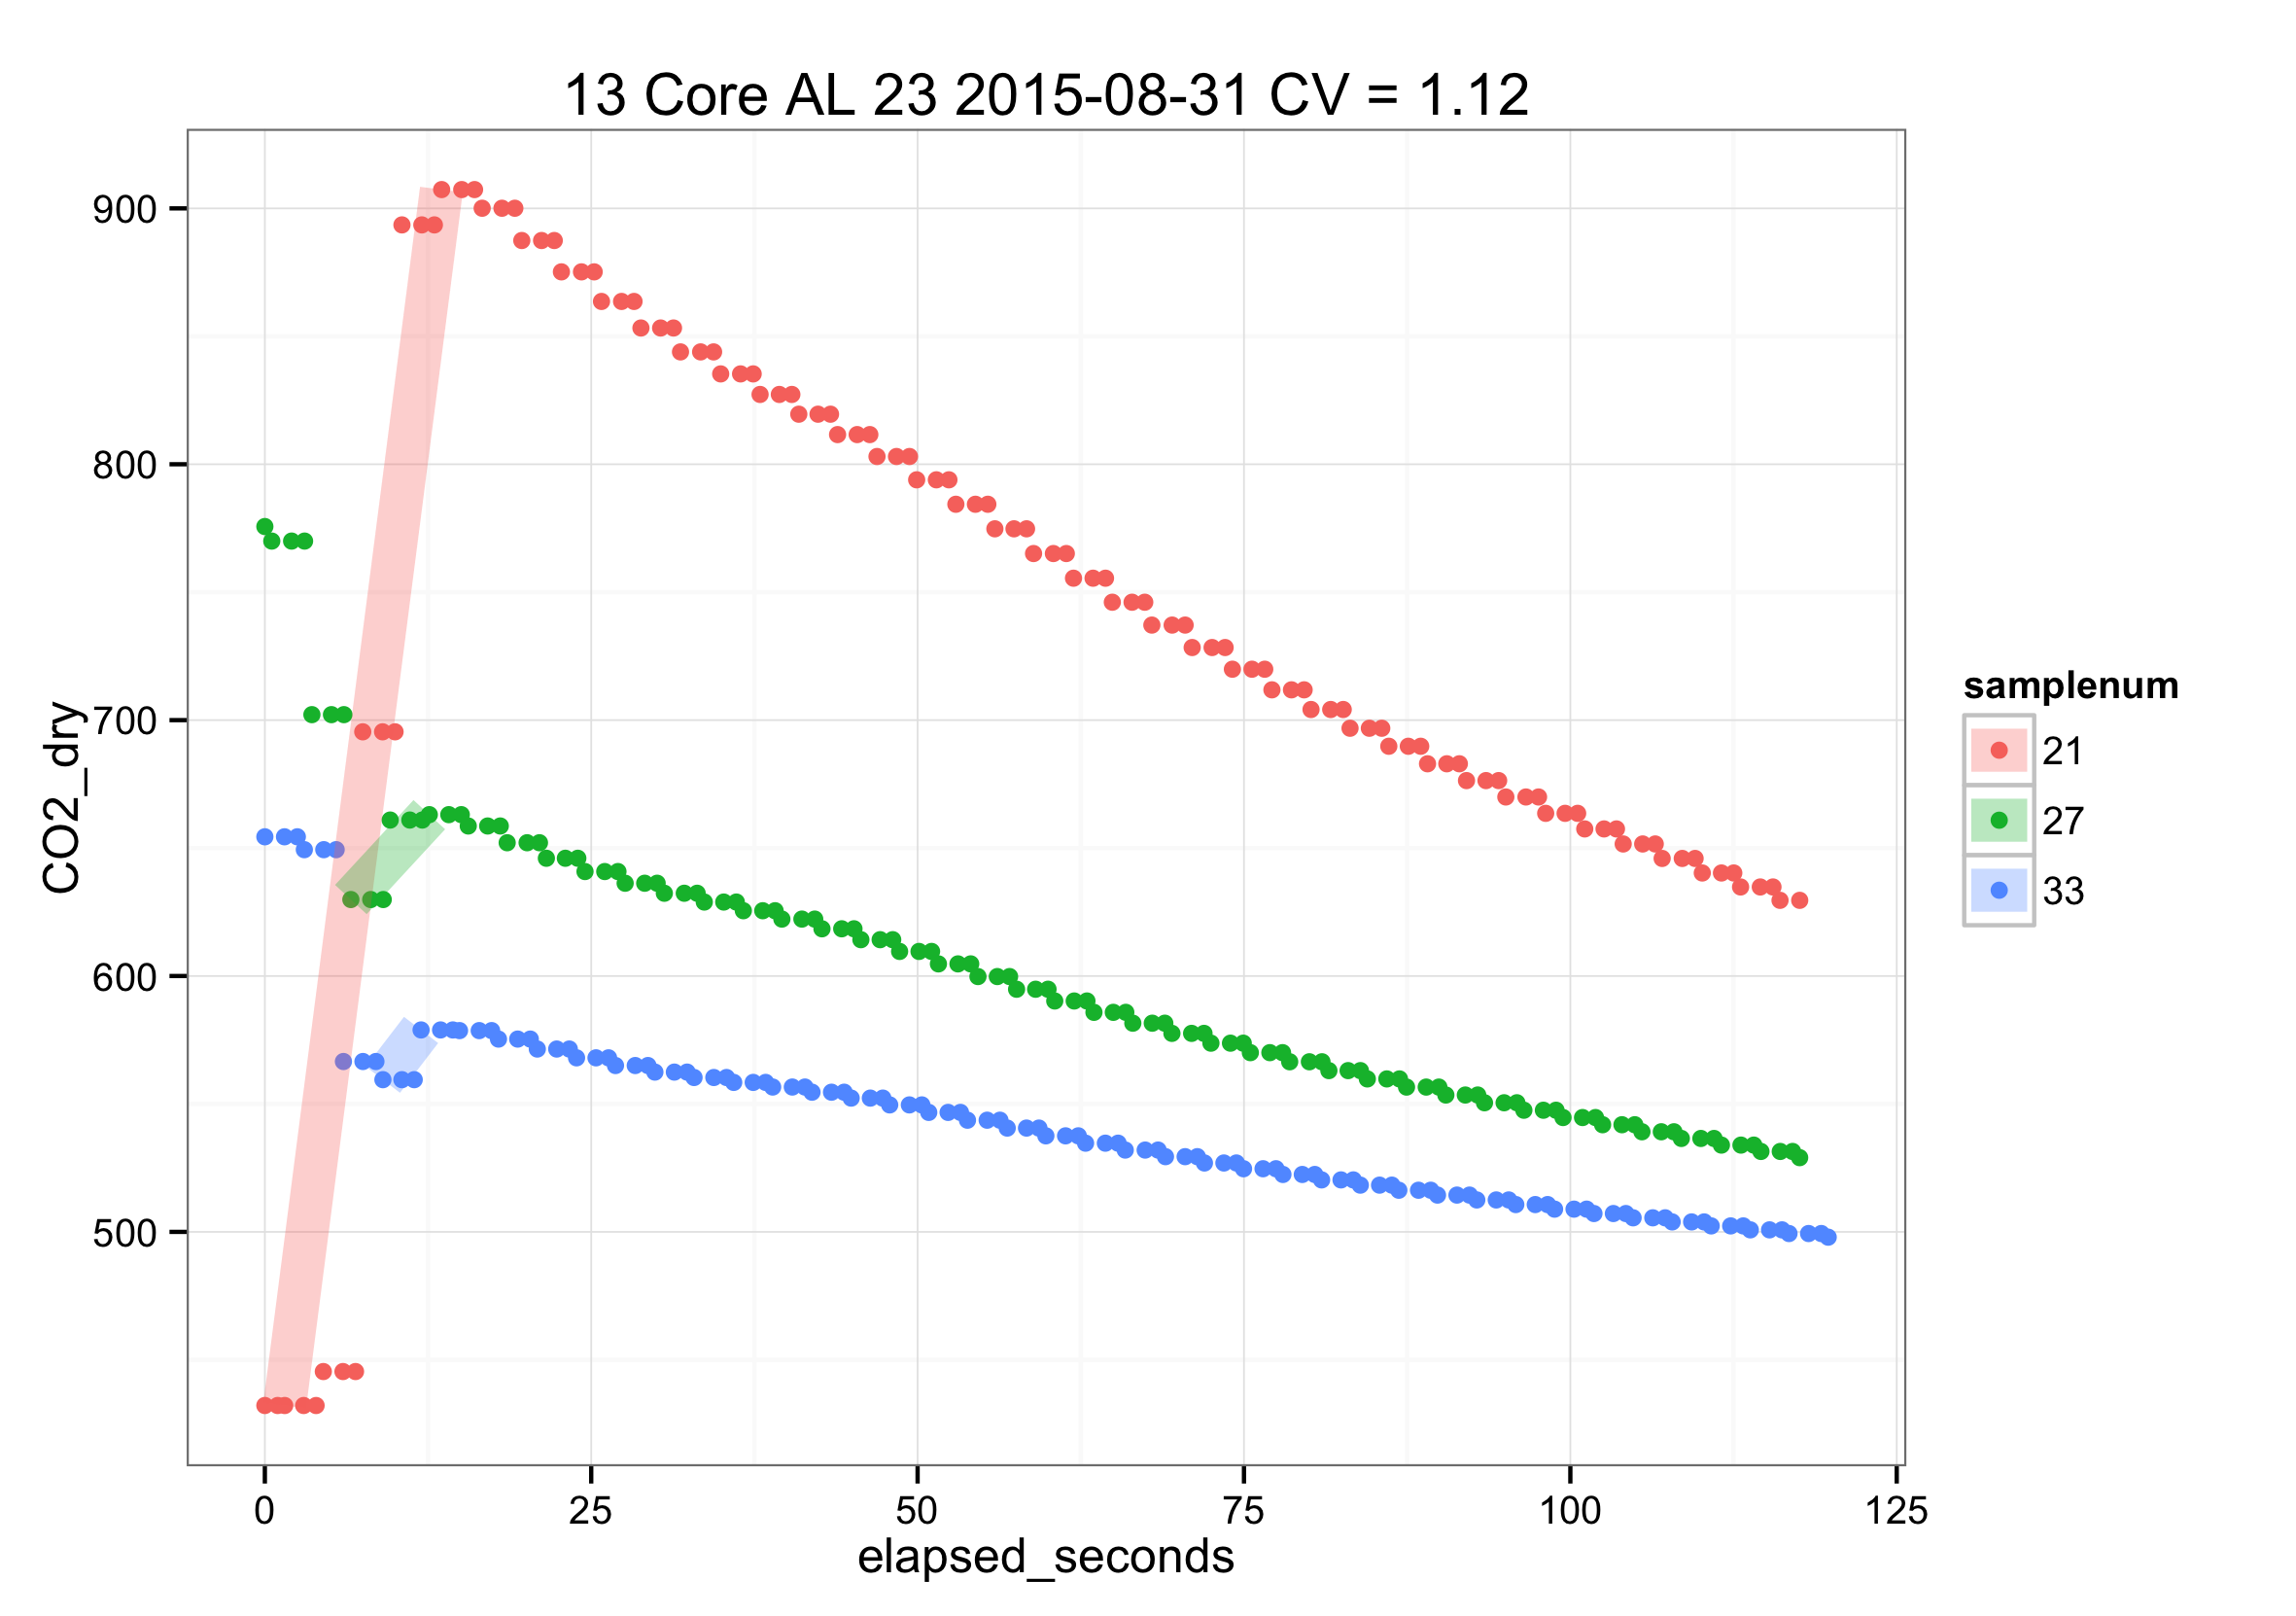 13 Core AL 23 2015-08-31 CV = 1.12
CO2_dry
900
800
700
600
500
0 25 50 75 100 125
elapsed_seconds
samplenum
21
27
33